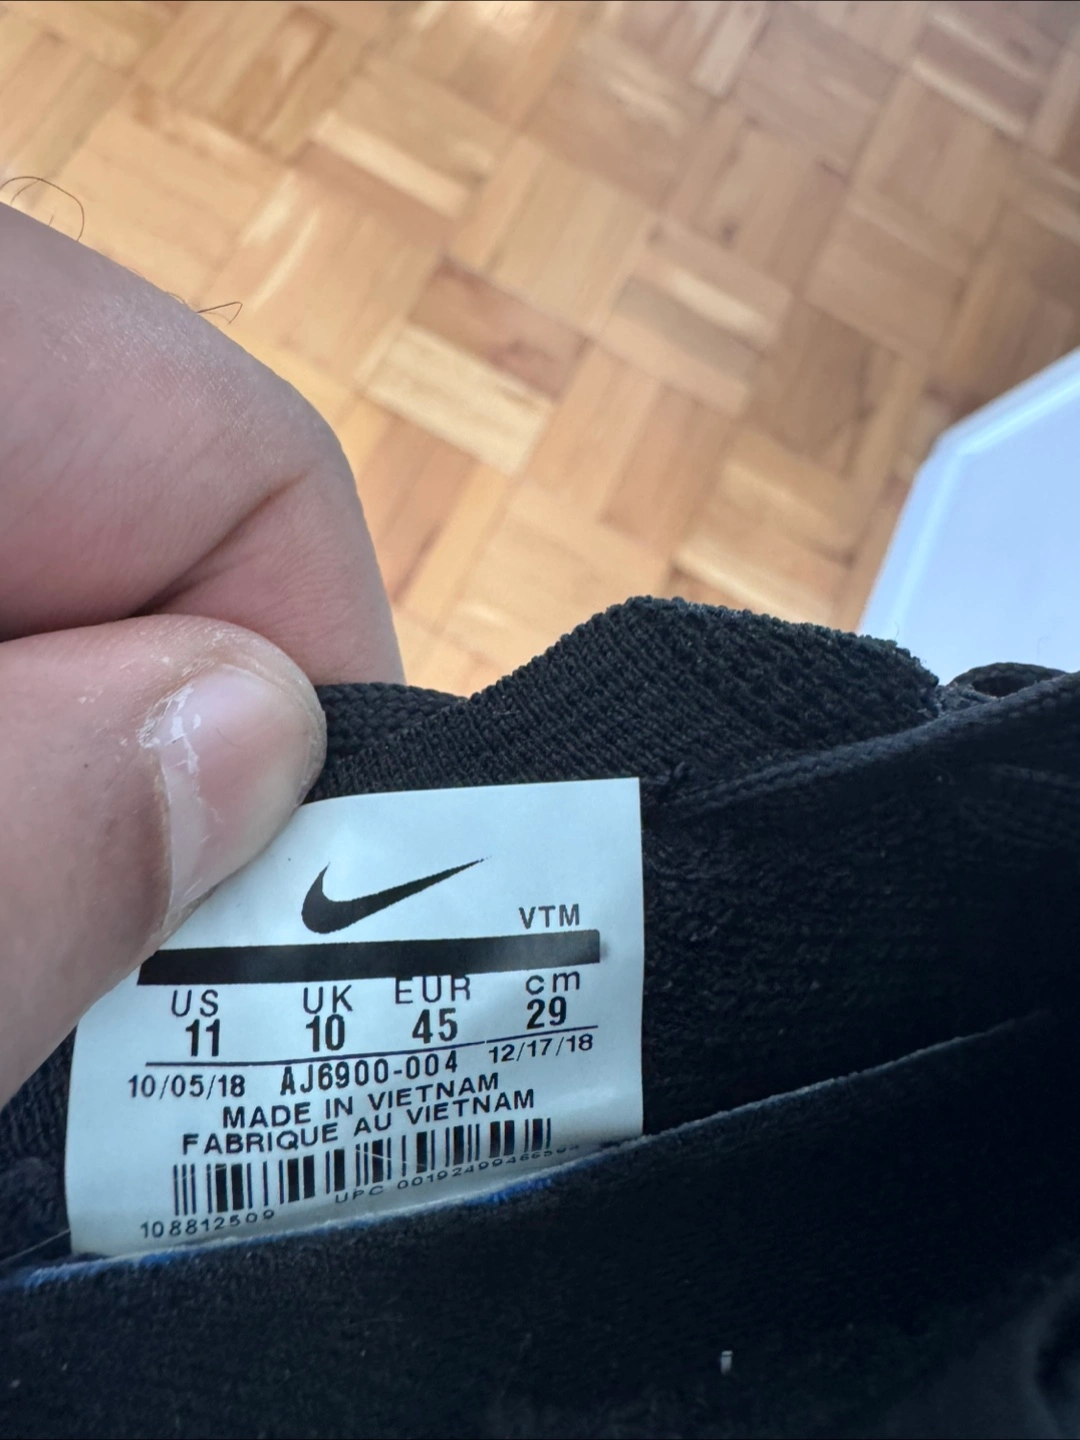 VTM
US UK EUR cm
11 10 45 29
10/05/18 AJ6900-004 12/17/18
MADE IN VIETNAM
FABRIQUE AU VIETNAM
UPC
108812509